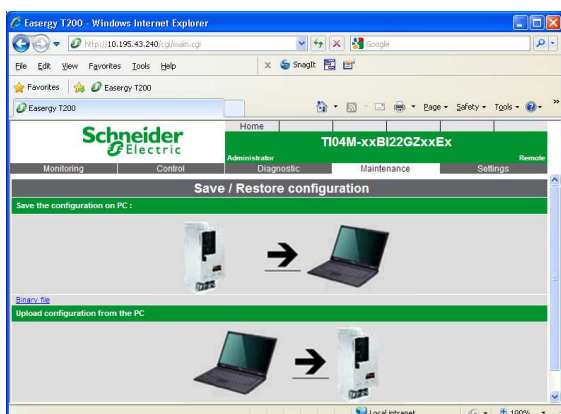 Easergy T200 - Windows Internet Explorer
http://10.195.43.240/cgi/main.cgi
Google
File Edit View Favorites Tools Help
x SnagIt
Favorites Easergy T200
Easergy T200
Page Safety Tools
Schneider Electric
Home
TI04M-xxBI22GZxxEx
Administrator Remote
Monitoring Control Diagnostic Maintenance Settings
Save / Restore configuration
Save the configuration on PC :
Binary file
Upload configuration from the PC
Local intranet 100%